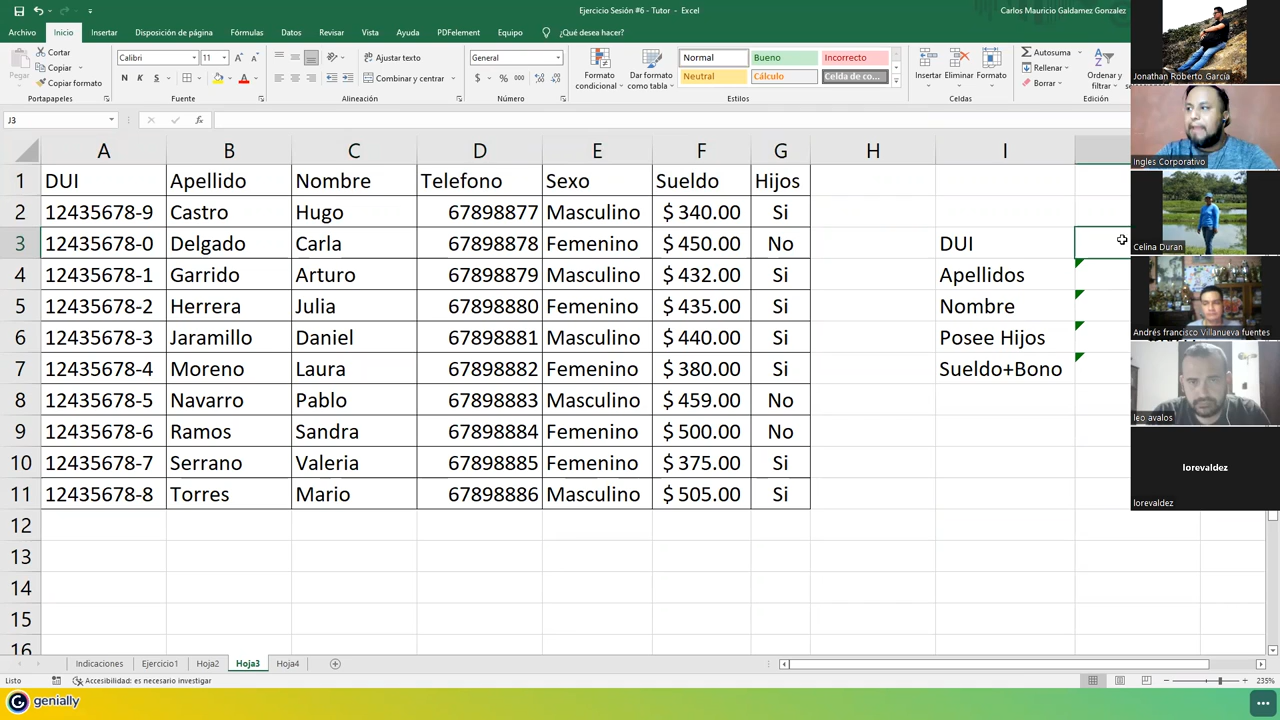 Ejercicio Sesión #6 - Tutor - Excel
Carlos Mauricio Galdamez Gonzalez
Archivo Inicio Insertar Disposición de página Fórmulas Datos Revisar Vista Ayuda PDFelement Equipo ¿Qué desea hacer?
Pegar
Cortar
Copiar
Copiar formato
Portapapeles
Calibri 11
N K S
Fuente
Ajustar texto
Combinar y centrar
Alineación
General
$ % 000
Número
Formato condicional
Dar formato como tabla
Normal Bueno Incorrecto
Neutral Cálculo Celda de co...
Estilos
Insertar Eliminar Formato
Celdas
Autosuma
Rellenar
Borrar
Ordenar y filtrar
Edición
J3
fx
A B C D E F G H I
1 DUI Apellido Nombre Telefono Sexo Sueldo Hijos
2 12435678-9 Castro Hugo 67898877 Masculino $ 340.00 Si
3 12435678-0 Delgado Carla 67898878 Femenino $ 450.00 No DUI
4 12435678-1 Garrido Arturo 67898879 Masculino $ 432.00 Si Apellidos
5 12435678-2 Herrera Julia 67898880 Femenino $ 435.00 Si Nombre
6 12435678-3 Jaramillo Daniel 67898881 Masculino $ 440.00 Si Posee Hijos
7 12435678-4 Moreno Laura 67898882 Femenino $ 380.00 Si Sueldo+Bono
8 12435678-5 Navarro Pablo 67898883 Masculino $ 459.00 No
9 12435678-6 Ramos Sandra 67898884 Femenino $ 500.00 No
10 12435678-7 Serrano Valeria 67898885 Femenino $ 375.00 Si
11 12435678-8 Torres Mario 67898886 Masculino $ 505.00 Si
12
13
14
15
16
Jonathan Roberto García
Ingles Corporativo
Celina Duran
Andrés francisco Villanueva fuentes
leo avalos
lorevaldez
lorevaldez
Indicaciones Ejercicio1 Hoja2 Hoja3 Hoja4
Listo Accesibilidad: es necesario investigar
235%
genially